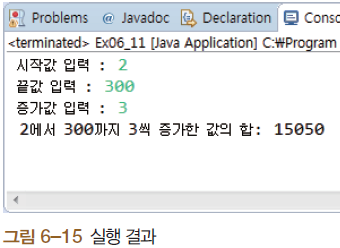 Problems @ Javadoc Declaration Conso
<terminated> Ex06_11 [Java Application] C:₩Program
시작값 입력 : 2
끝값 입력 : 300
증가값 입력 : 3
2에서 300까지 3씩 증가한 값의 합: 15050
그림 6-15 실행 결과